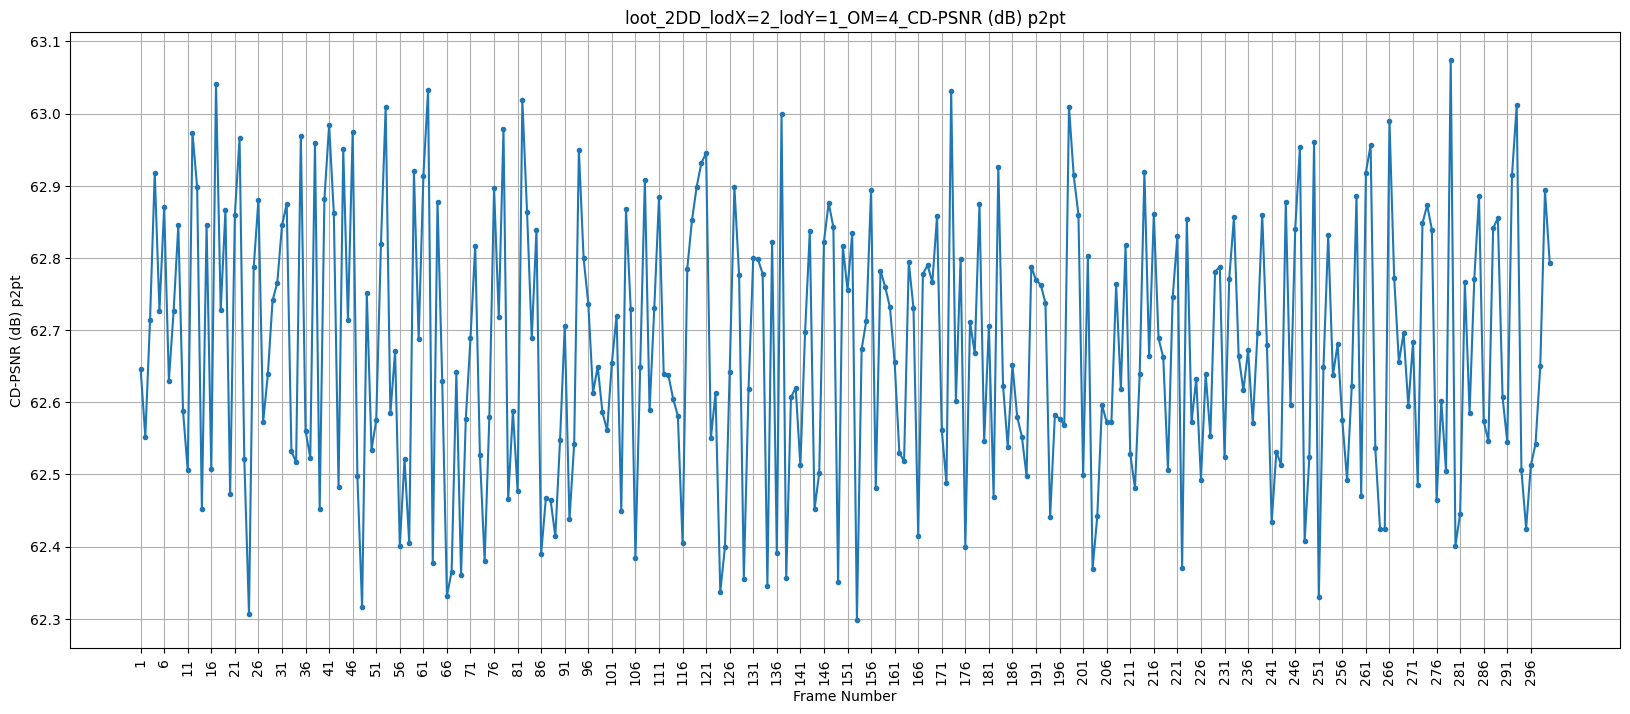 loot_2DD_lodX=2_lodY=1_OM=4_CD-PSNR (dB) p2pt
63.1
63.0
62.9
62.8
62.7
62.6
62.5
62.4
62.3
CD-PSNR (dB) p2pt
1 6 11 16 21 26 31 36 41 46 51 56 61 66 71 76 81 86 91 96 101 106 111 116 121 126 131 136 141 146 151 156 161 166 171 176 181 186 191 196 201 206 211 216 221 226 231 236 241 246 251 256 261 266 271 276 281 286 291 296
Frame Number